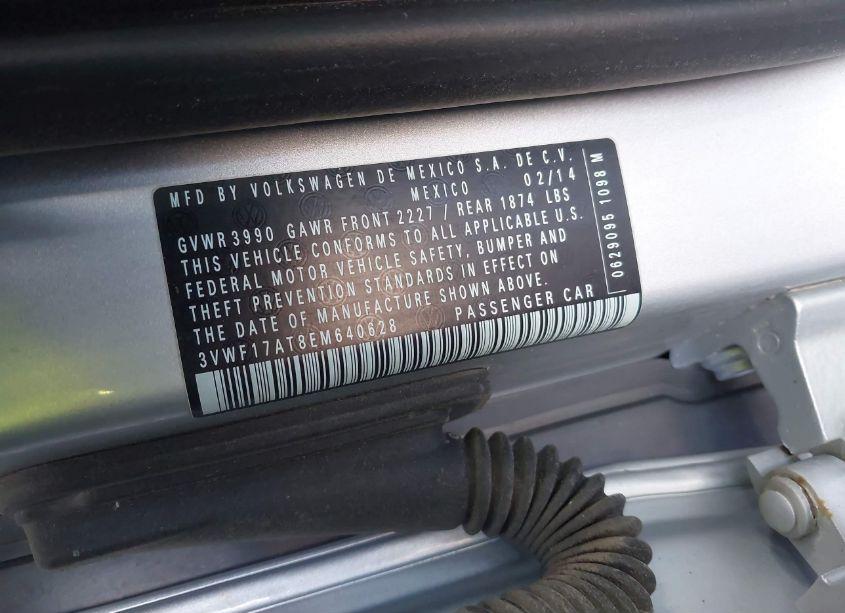 MFD BY VOLKSWAGEN DE MEXICO S.A. DE C.V.
MEXICO 02/14
GVWR 3990 GAWR FRONT 2227 / REAR 1874 LBS
THIS VEHICLE CONFORMS TO ALL APPLICABLE U.S.
FEDERAL MOTOR VEHICLE SAFETY, BUMPER AND
THEFT PREVENTION STANDARDS IN EFFECT ON
THE DATE OF MANUFACTURE SHOWN ABOVE.
3VWF17AT8EM640628 PASSENGER CAR
0629095 1098 M